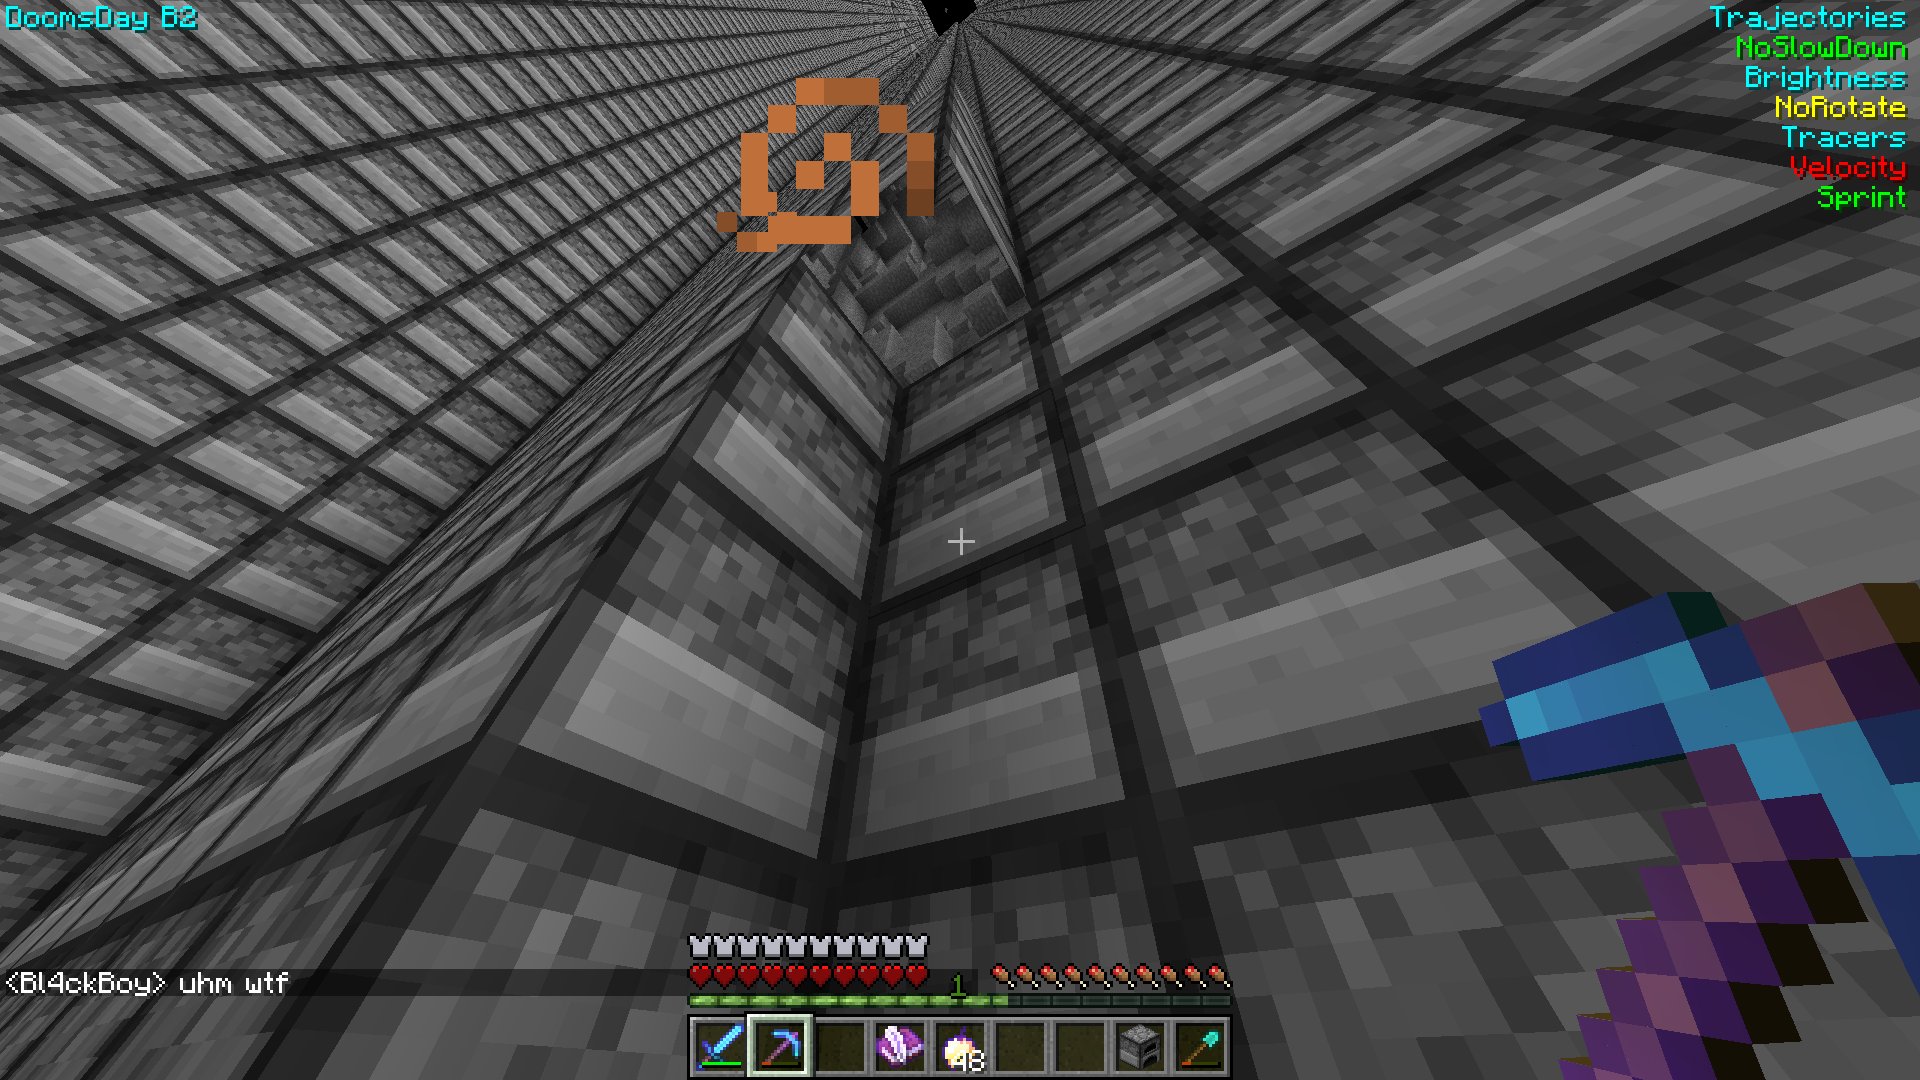 DoomsDay B2
Trajectories
NoSlowDown
Brightness
NoRotate
Tracers
Velocity
Sprint
<Bl4ckBoy> uhm wtf
1
48